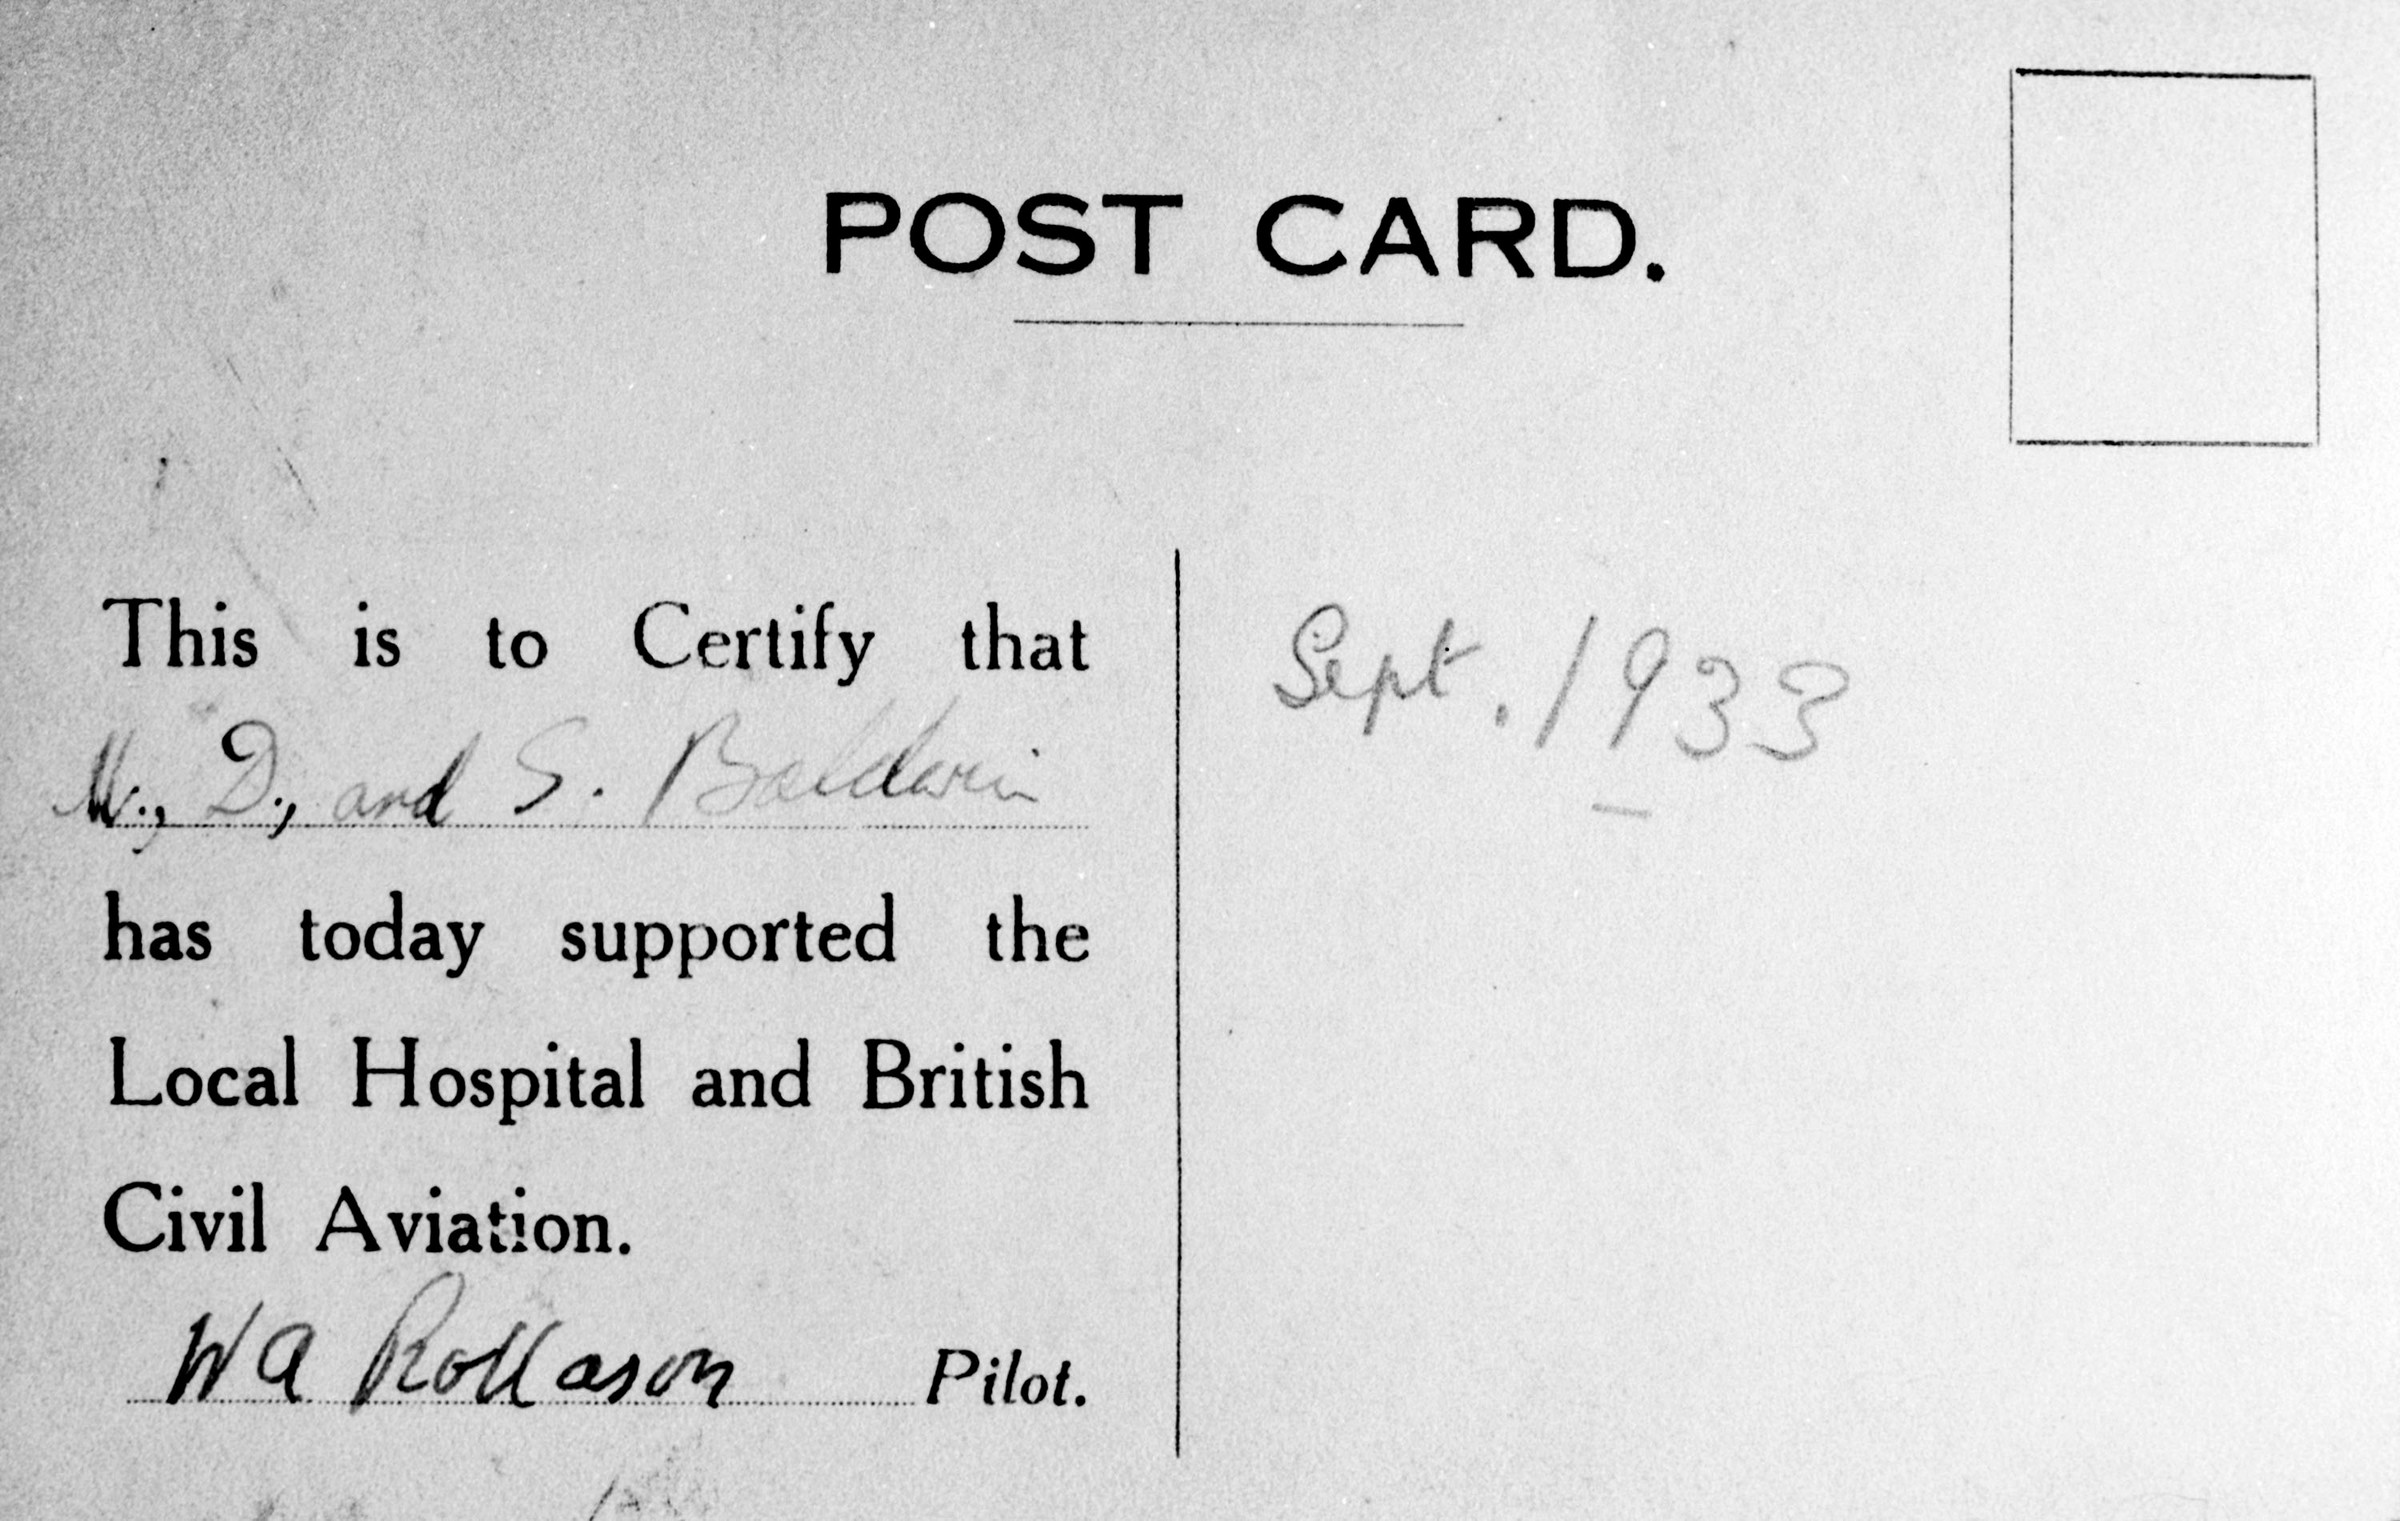 POST CARD.
This is to Certify that
M., D., and S. Baldwin
has today supported the
Local Hospital and British
Civil Aviation.
W A Rollason Pilot.
Sept. 1933